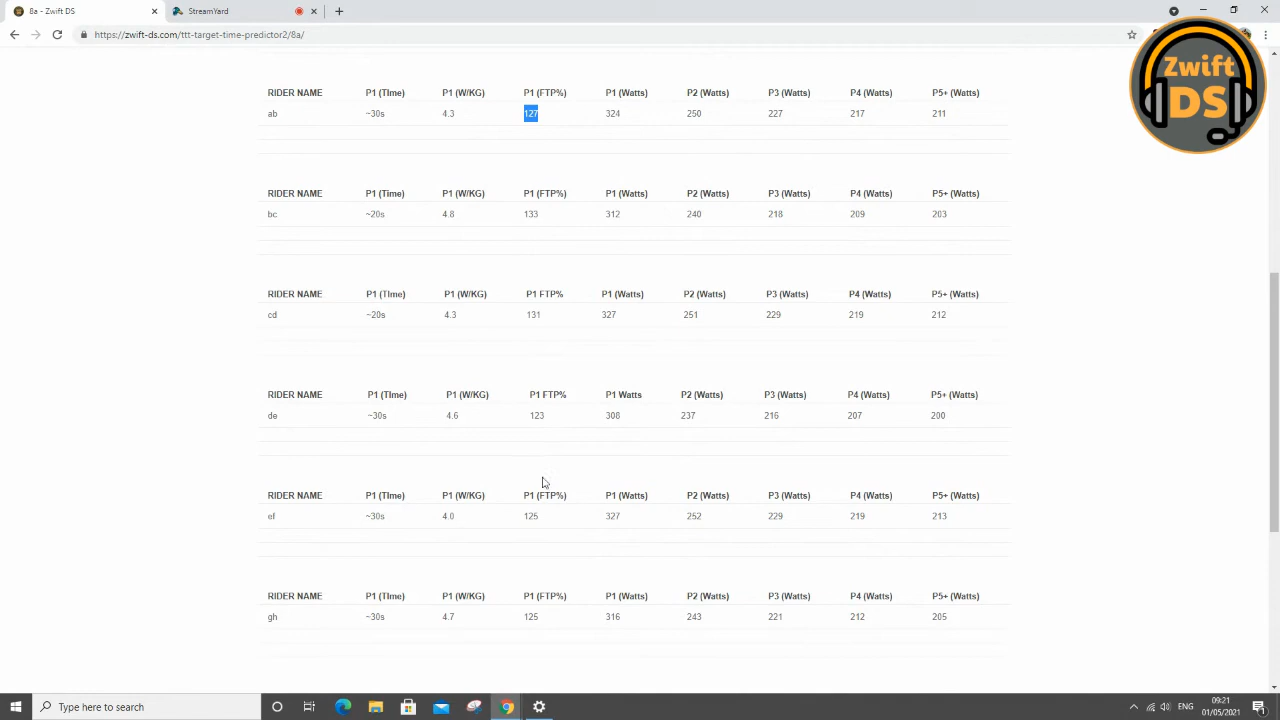 8a - Zwift DS
StreamYard
https://zwift-ds.com/ttt-target-time-predictor2/8a/
Zwift
DS
RIDER NAME P1 (TIme) P1 (W/KG) P1 (FTP%) P1 (Watts) P2 (Watts) P3 (Watts) P4 (Watts) P5+ (Watts)
ab ~30s 4.3 127 324 250 227 217 211
RIDER NAME P1 (Time) P1 (W/KG) P1 (FTP%) P1 (Watts) P2 (Watts) P3 (Watts) P4 (Watts) P5+ (Watts)
bc ~20s 4.8 133 312 240 218 209 203
RIDER NAME P1 (TIme) P1 (W/KG) P1 FTP% P1 (Watts) P2 (Watts) P3 (Watts) P4 (Watts) P5+ (Watts)
cd ~20s 4.3 131 327 251 229 219 212
RIDER NAME P1 (TIme) P1 (W/KG) P1 FTP% P1 Watts P2 (Watts) P3 (Watts) P4 (Watts) P5+ (Watts)
de ~30s 4.6 123 308 237 216 207 200
RIDER NAME P1 (TIme) P1 (W/KG) P1 (FTP%) P1 (Watts) P2 (Watts) P3 (Watts) P4 (Watts) P5+ (Watts)
ef ~30s 4.0 125 327 252 229 219 213
RIDER NAME P1 (TIme) P1 (W/KG) P1 (FTP%) P1 (Watts) P2 (Watts) P3 (Watts) P4 (Watts) P5+ (Watts)
gh ~30s 4.7 125 316 243 221 212 205
Type here to search
ENG
09:21
01/05/2021